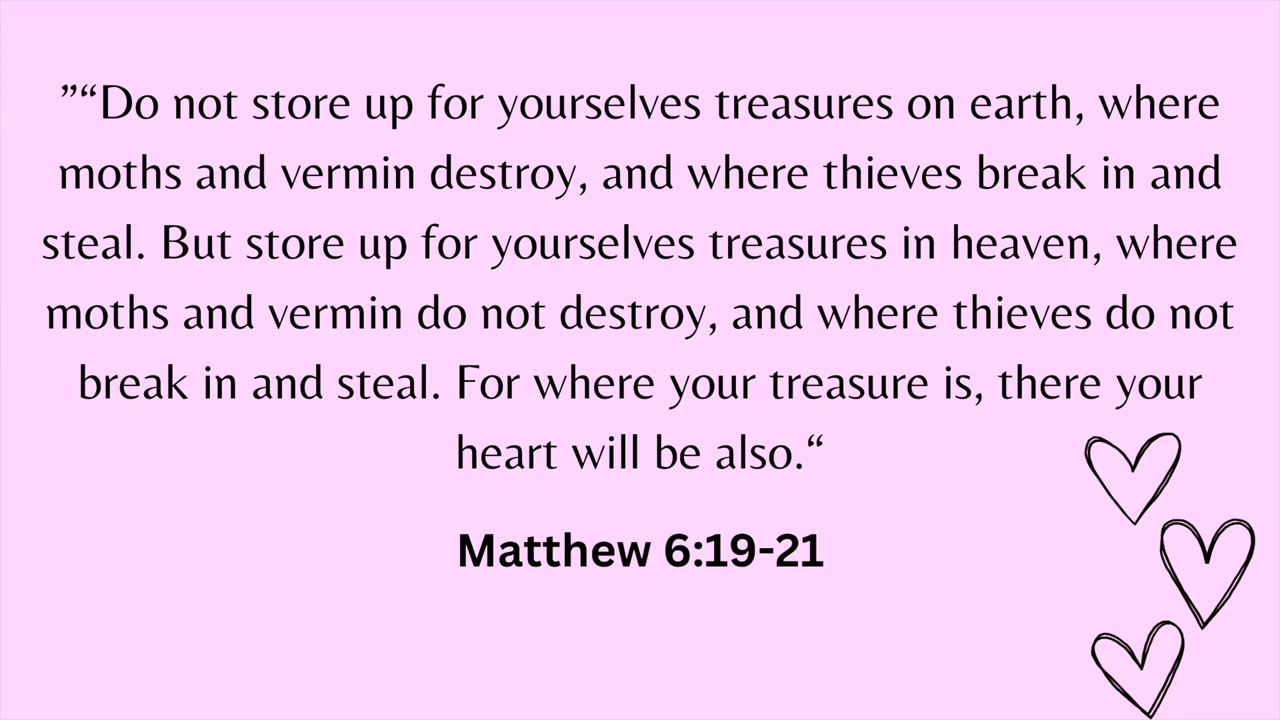 ”“Do not store up for yourselves treasures on earth, where
moths and vermin destroy, and where thieves break in and
steal. But store up for yourselves treasures in heaven, where
moths and vermin do not destroy, and where thieves do not
break in and steal. For where your treasure is, there your
heart will be also.“
Matthew 6:19-21